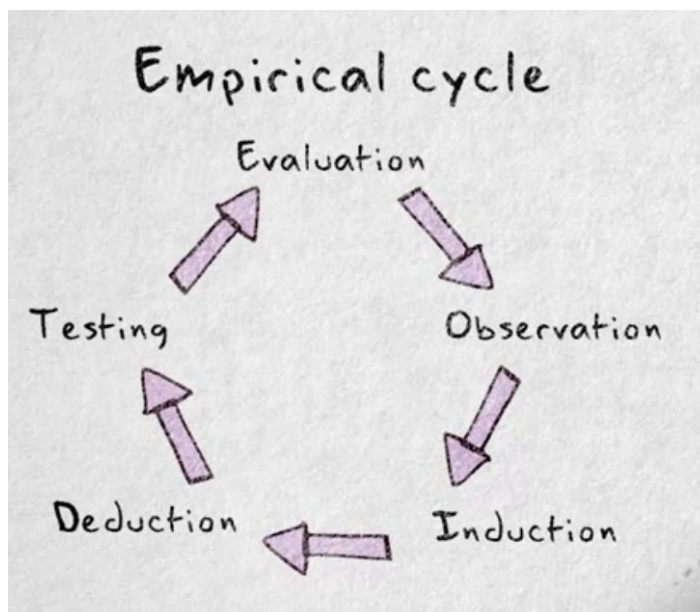 Empirical cycle
Evaluation
Testing
Observation
Deduction
Induction